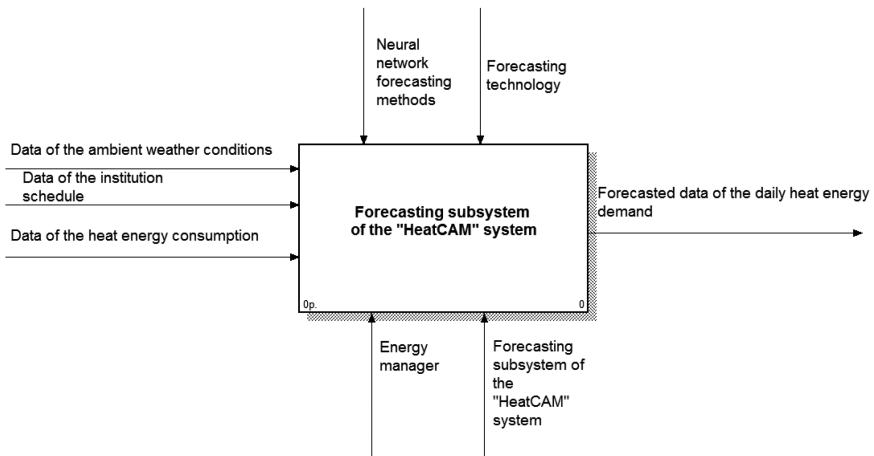 Neural
network
forecasting
methods
Forecasting
technology
Data of the ambient weather conditions
Data of the institution
schedule
Data of the heat energy consumption
Forecasting subsystem
of the "HeatCAM" system
0p.
0
Forecasted data of the daily heat energy
demand
Energy
manager
Forecasting
subsystem of
the
"HeatCAM"
system